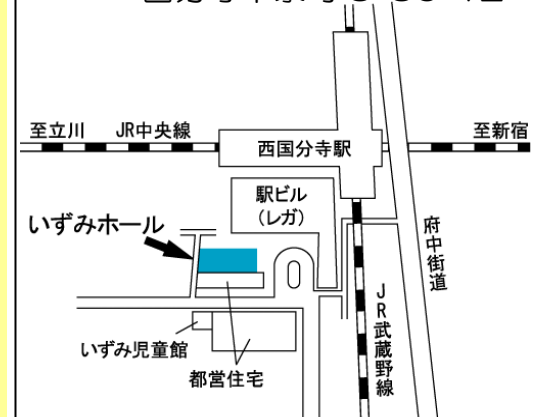 至立川
JR中央線
至新宿
西国分寺駅
駅ビル
(レガ)
いずみホール
府中街道
JR武蔵野線
いずみ児童館
都営住宅